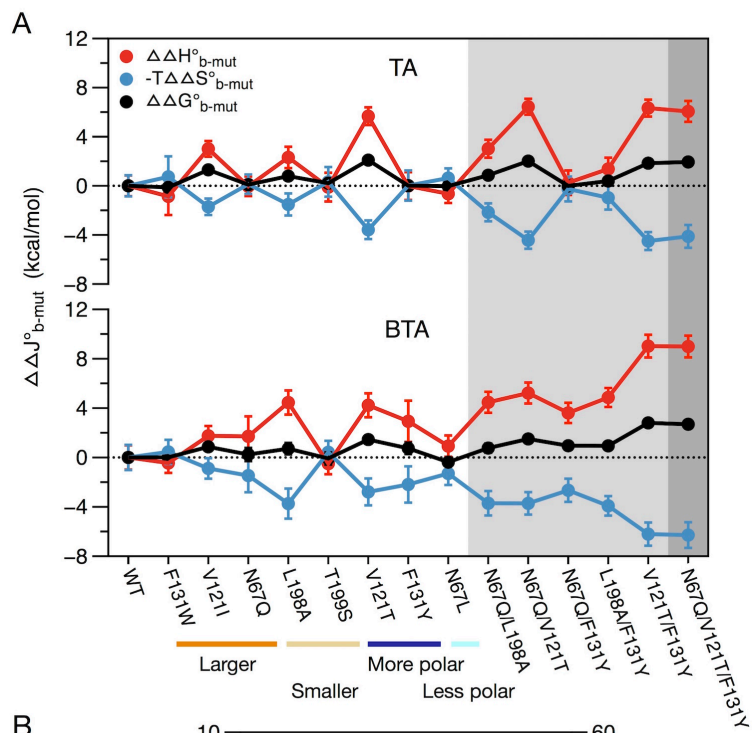 A
12
8
4
0
−4
−8
ΔΔH°b-mut
-TΔΔS°b-mut
ΔΔG°b-mut
TA
ΔΔJ°b-mut (kcal/mol)
12
8
4
0
−4
−8
BTA
WT
F131W
V121I
N67Q
L198A
T199S
V121T
F131Y
N67L
N67Q/L198A
N67Q/V121T
N67Q/F131Y
L198A/F131Y
V121T/F131Y
N67Q/V121T/F131Y
Larger
Smaller
More polar
Less polar
B
10
60